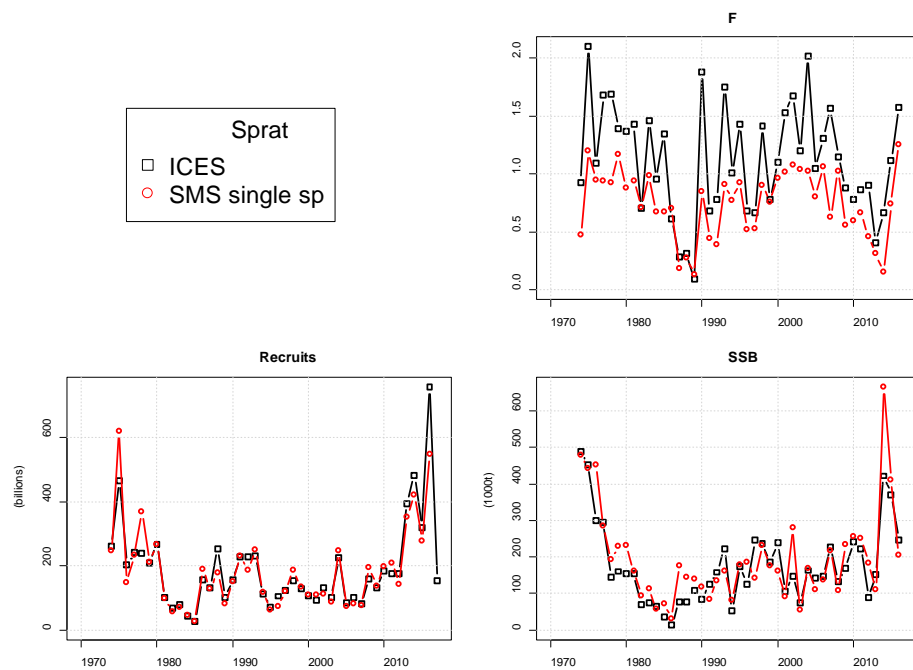 F
Sprat
ICES
SMS single sp
0.0 0.5 1.0 1.5 2.0
1970 1980 1990 2000 2010
Recruits
(billions)
0 200 400 600
1970 1980 1990 2000 2010
SSB
(1000t)
0 100 200 300 400 500 600
1970 1980 1990 2000 2010